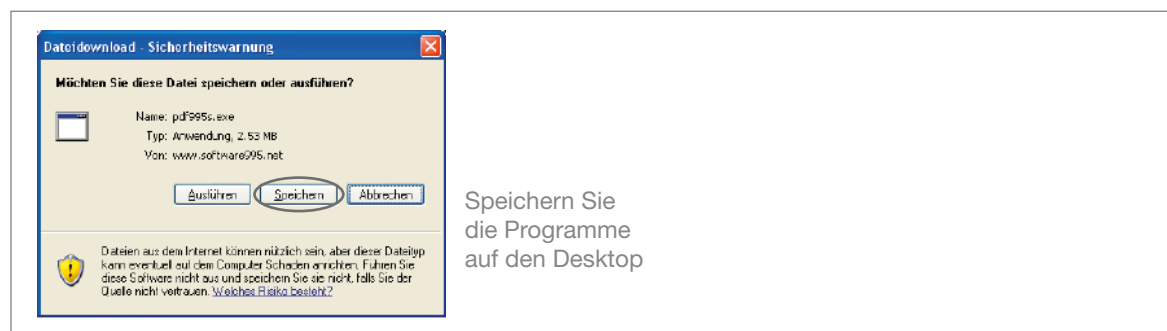 Dateidownload - Sicherheitswarnung
Möchten Sie diese Datei speichern oder ausführen?
Name: pdf995s.exe
Typ: Anwendung, 2.53 MB
Von: www.software995.net
Ausführen Speichern Abbrechen
Dateien aus dem Internet können nützlich sein, aber dieser Dateityp
kann eventuell auf dem Computer Schaden anrichten. Führen Sie
diese Software nicht aus und speichern Sie sie nicht, falls Sie der
Quelle nicht vertrauen. Welches Risiko besteht?
Speichern Sie
die Programme
auf den Desktop